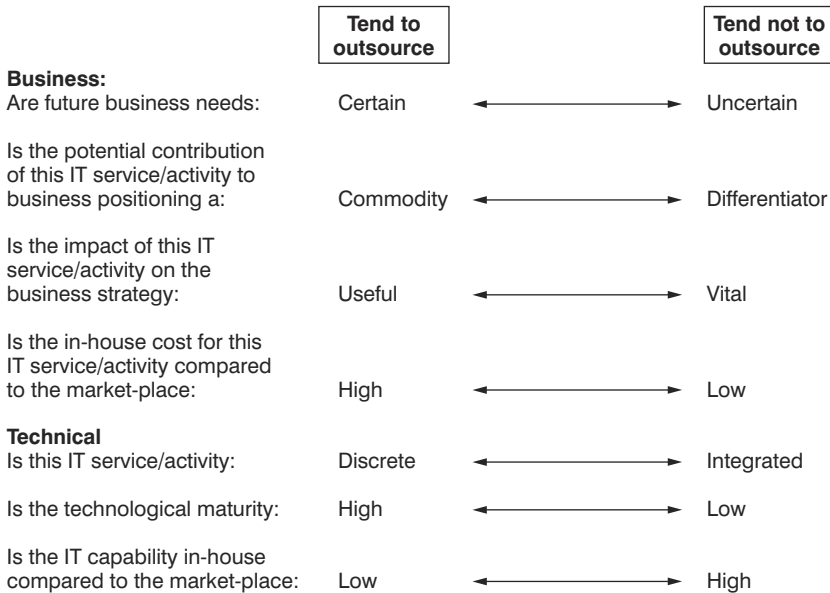 Tend to
outsource
Tend not to
outsource
Business:
Are future business needs: Certain Uncertain
Is the potential contribution
of this IT service/activity to
business positioning a: Commodity Differentiator
Is the impact of this IT
service/activity on the
business strategy: Useful Vital
Is the in-house cost for this
IT service/activity compared
to the market-place: High Low
Technical
Is this IT service/activity: Discrete Integrated
Is the technological maturity: High Low
Is the IT capability in-house
compared to the market-place: Low High